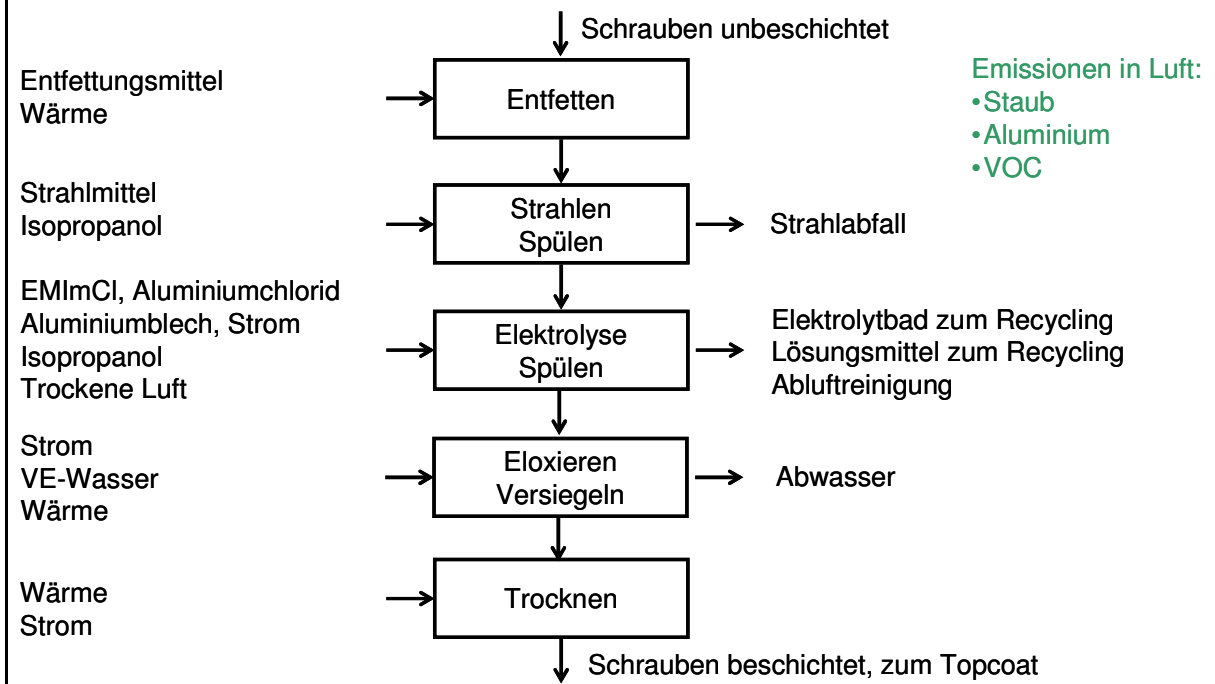 Schrauben unbeschichtet
Entfettungsmittel
Wärme
Entfetten
Emissionen in Luft:
•Staub
•Aluminium
•VOC
Strahlmittel
Isopropanol
Strahlen
Spülen
Strahlabfall
EMImCl, Aluminiumchlorid
Aluminiumblech, Strom
Isopropanol
Trockene Luft
Elektrolyse
Spülen
Elektrolytbad zum Recycling
Lösungsmittel zum Recycling
Abluftreinigung
Strom
VE-Wasser
Wärme
Eloxieren
Versiegeln
Abwasser
Wärme
Strom
Trocknen
Schrauben beschichtet, zum Topcoat